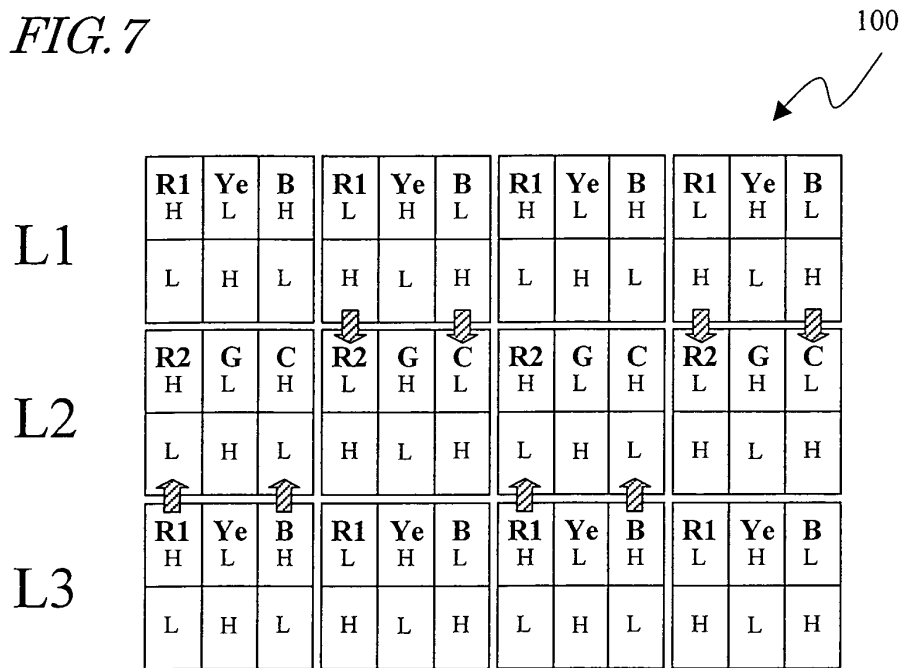 FIG. 7
100
R1 Ye B R1 Ye B R1 Ye B R1 Ye B
H L H L H L H L H L H L
L1
L H L H L H L H L H L H
R2 G C R2 G C R2 G C R2 G C
H L H L H L H L H L H L
L2
L H L H L H L H L H L H
R1 Ye B R1 Ye B R1 Ye B R1 Ye B
H L H L H L H L H L H L
L3
L H L H L H L H L H L H